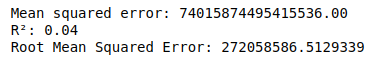 Mean squared error: 74015874495415536.00
R²: 0.04
Root Mean Squared Error: 272058586.5129339